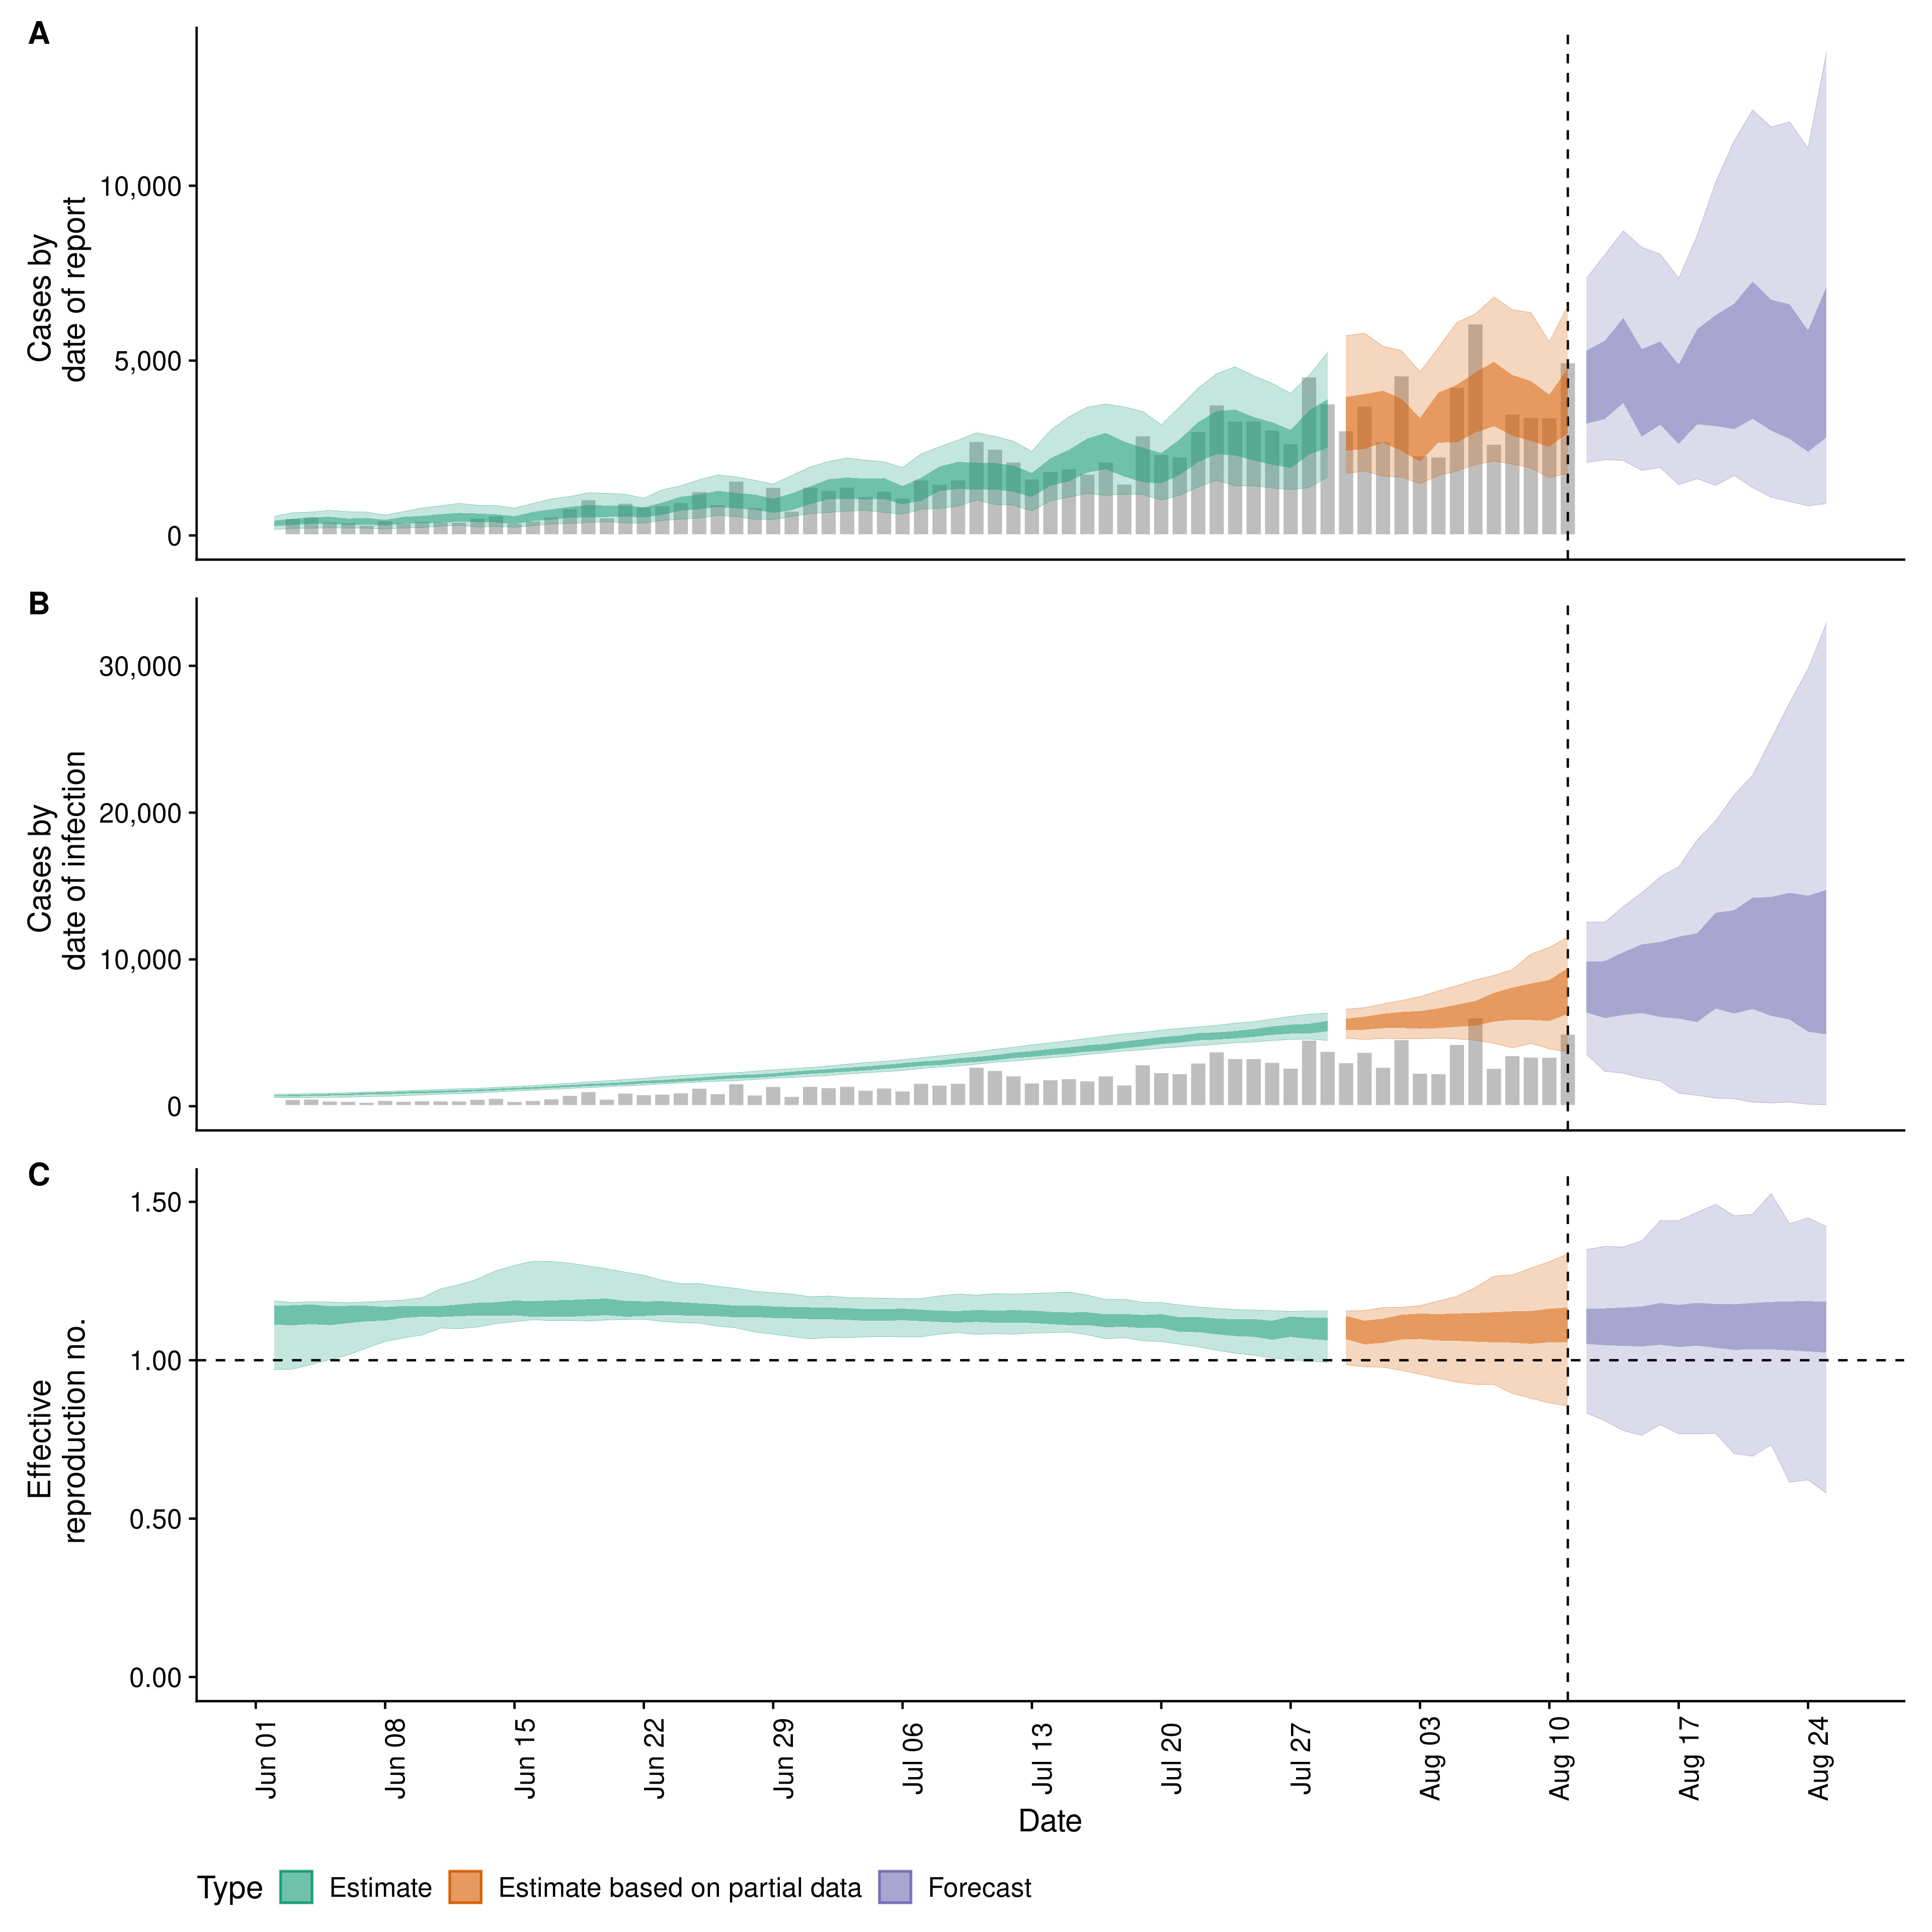 A
Cases by
date of report
10,000
5,000
0
B
Cases by
date of infection
30,000
20,000
10,000
0
C
Effective
reproduction no.
1.50
1.00
0.50
0.00
Jun 01
Jun 08
Jun 15
Jun 22
Jun 29
Jul 06
Jul 13
Jul 20
Jul 27
Aug 03
Aug 10
Aug 17
Aug 24
Date
Type
Estimate
Estimate based on partial data
Forecast